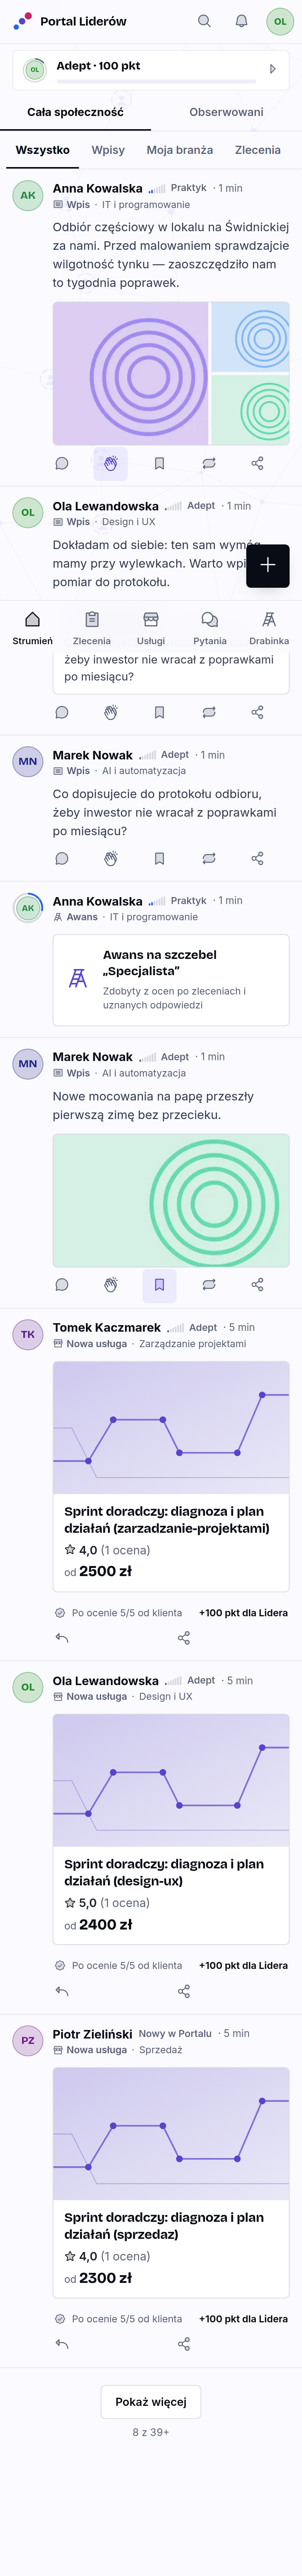 Portal Liderów
OL
OL
Adept · 100 pkt
Cała społeczność
Obserwowani
Wszystko
Wpisy
Moja branża
Zlecenia
AK
Anna Kowalska
Praktyk
· 1 min
Wpis · IT i programowanie
Odbiór częściowy w lokalu na Świdnickiej
za nami. Przed malowaniem sprawdzajcie
wilgotność tynku — zaoszczędziło nam
to tygodnia poprawek.
OL
Ola Lewandowska
Adept
· 1 min
Wpis · Design i UX
Dokładam od siebie: ten sam
mamy przy wylewkach. Warto
pomiar do protokołu.
Strumień
Zlecenia
Usługi
Pytania
Drabinka
żeby inwestor nie wracał z poprawkami
po miesiącu?
MN
Marek Nowak
Adept
· 1 min
Wpis · AI i automatyzacja
Co dopisujecie do protokołu odbioru,
żeby inwestor nie wracał z poprawkami
po miesiącu?
AK
Anna Kowalska
Praktyk
· 1 min
Awans · IT i programowanie
Awans na szczebel
„Specjalista”
Zdobyty z ocen po zleceniach i
uznanych odpowiedzi
MN
Marek Nowak
Adept
· 1 min
Wpis · AI i automatyzacja
Nowe mocowania na papę przeszły
pierwszą zimę bez przecieku.
TK
Tomek Kaczmarek
Adept
· 5 min
Nowa usługa · Zarządzanie projektami
Sprint doradczy: diagnoza i plan
działań (zarzadzanie-projektami)
4,0 (1 ocena)
od 2500 zł
Po ocenie 5/5 od klienta
+100 pkt dla Lidera
OL
Ola Lewandowska
Adept
· 5 min
Nowa usługa · Design i UX
Sprint doradczy: diagnoza i plan
działań (design-ux)
5,0 (1 ocena)
od 2400 zł
Po ocenie 5/5 od klienta
+100 pkt dla Lidera
PZ
Piotr Zieliński
Nowy w Portalu
· 5 min
Nowa usługa · Sprzedaż
Sprint doradczy: diagnoza i plan
działań (sprzedaz)
4,0 (1 ocena)
od 2300 zł
Po ocenie 5/5 od klienta
+100 pkt dla Lidera
Pokaż więcej
8 z 39+